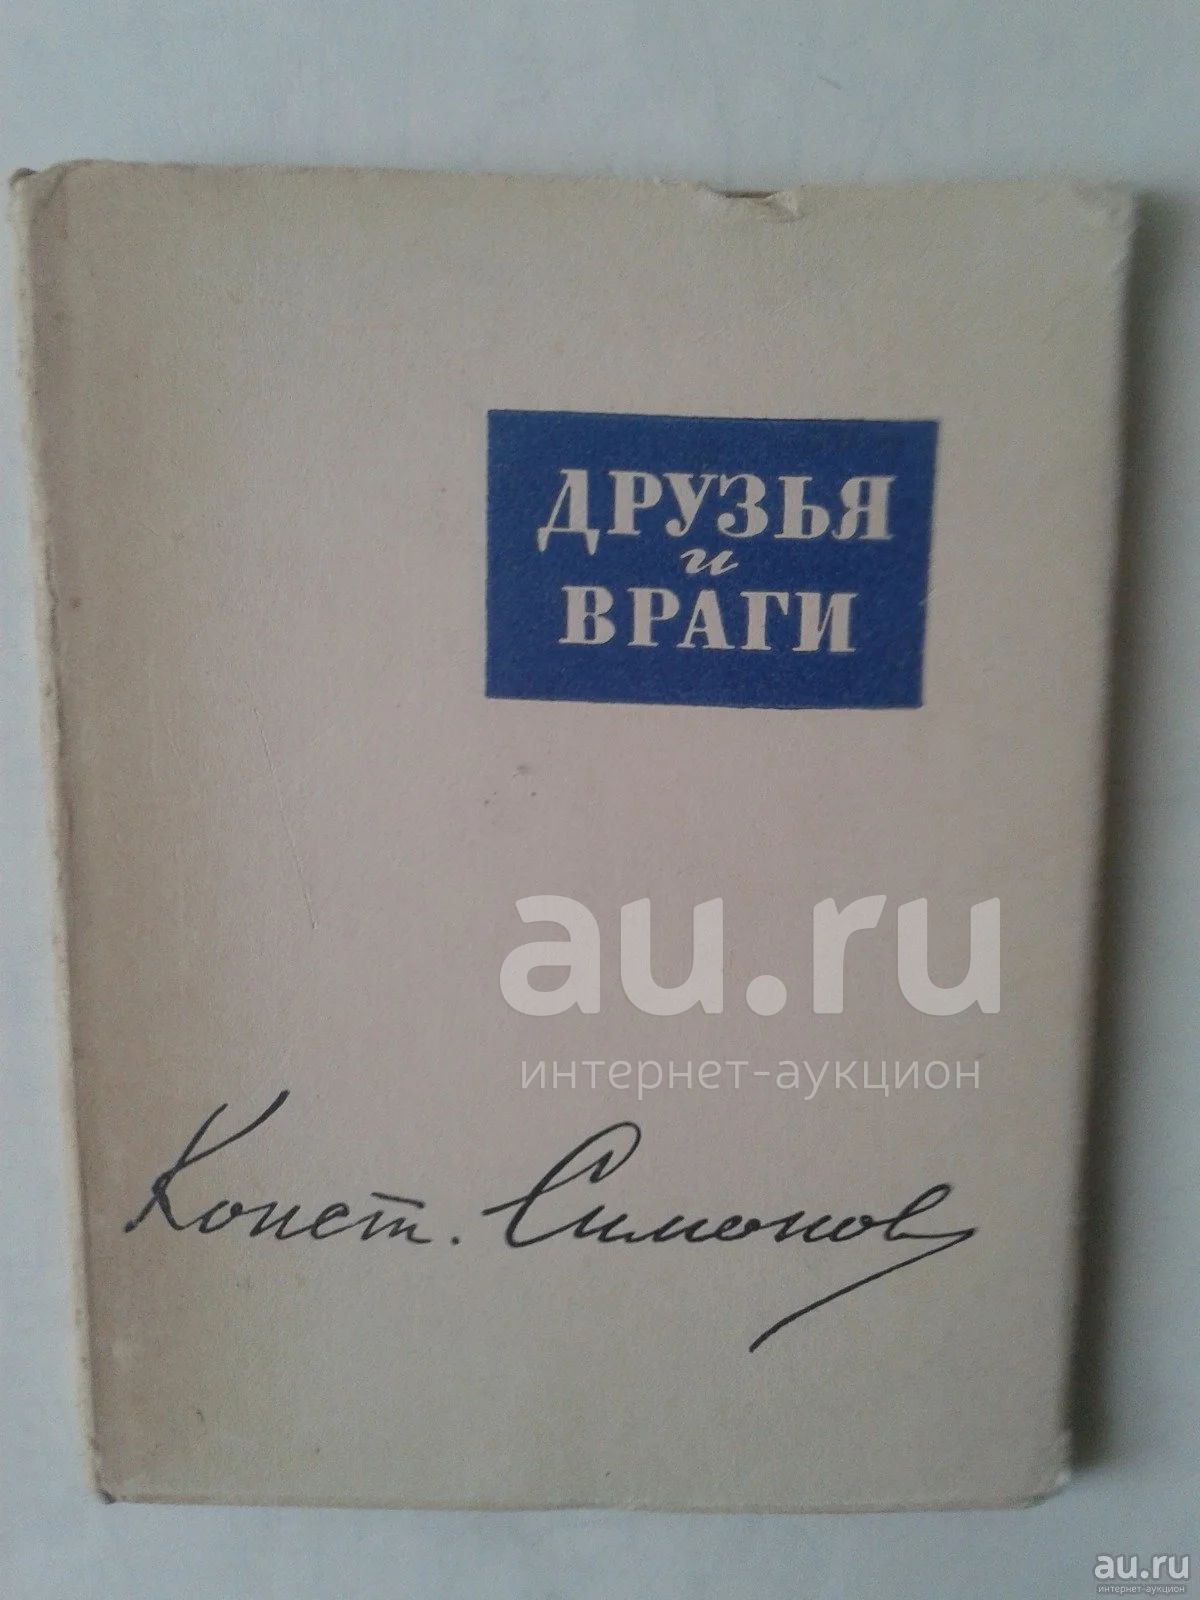 ДРУЗЬЯ
и
ВРАГИ
au.ru
интернет-аукцион
Конст. Симонов
au.ru
интернет-аукцион